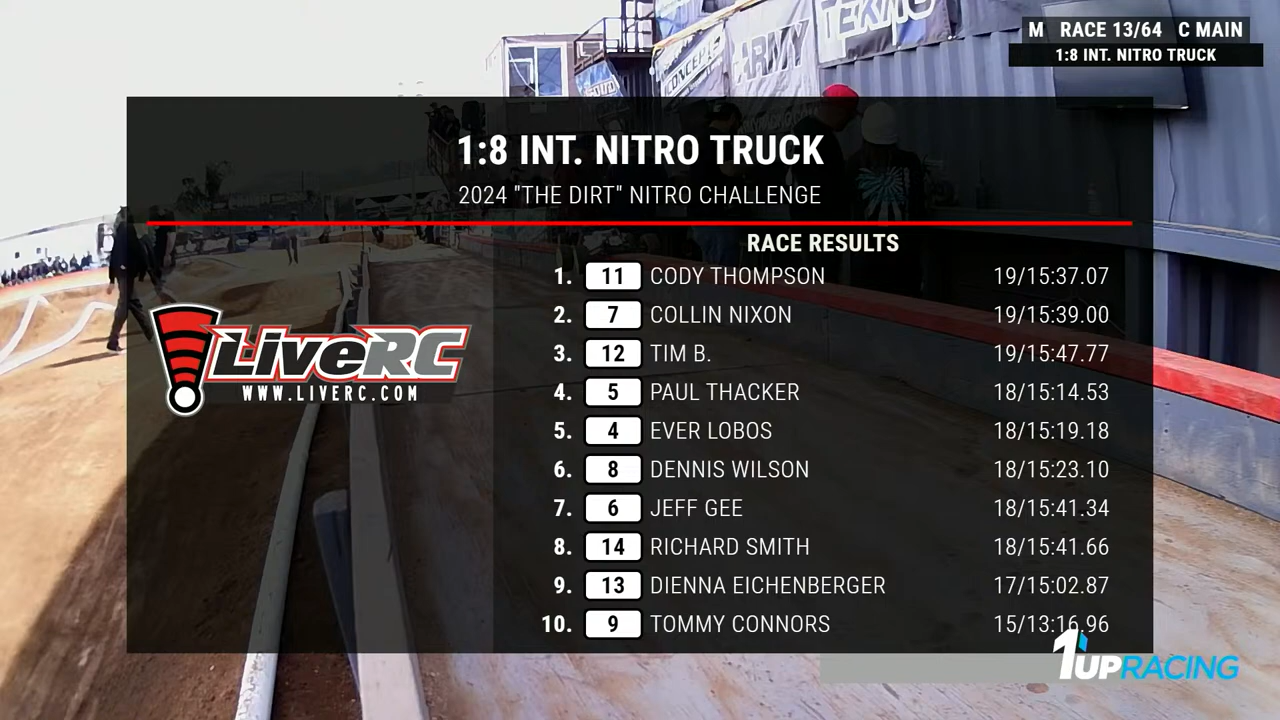 M RACE 13/64 C MAIN
1:8 INT. NITRO TRUCK
TEKNO
ARMY
1:8 INT. NITRO TRUCK
2024 "THE DIRT" NITRO CHALLENGE
RACE RESULTS
1. 11 CODY THOMPSON 19/15:37.07
2. 7 COLLIN NIXON 19/15:39.00
3. 12 TIM B. 19/15:47.77
4. 5 PAUL THACKER 18/15:14.53
5. 4 EVER LOBOS 18/15:19.18
6. 8 DENNIS WILSON 18/15:23.10
7. 6 JEFF GEE 18/15:41.34
8. 14 RICHARD SMITH 18/15:41.66
9. 13 DIENNA EICHENBERGER 17/15:02.87
10. 9 TOMMY CONNORS 15/13:16.96
LiveRC
WWW.LIVERC.COM
1UPRACING